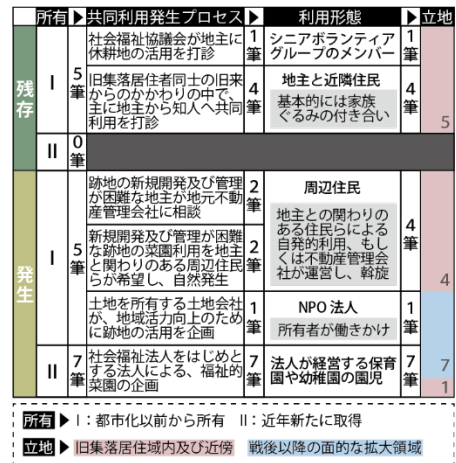 所有▶共同利用発生プロセス▶利用形態▶立地
残存
I
5筆
社会福祉協議会が地主に
休耕地の活用を打診
1筆
シニアボランティア
グループのメンバー
1筆
旧集落居住者同士の旧来
からのかかわりの中で、
主に地主から知人へ共同
利用を打診
4筆
地主と近隣住民
基本的には家族
ぐるみの付き合い
4筆
5
II
0筆
発生
I
5筆
跡地の新規開発及び管理
が困難な地主が地元不動
産管理会社に相談
2筆
新規開発及び管理が困難
な跡地の菜園利用を地主
と関わりのある周辺住民
らが希望し、自然発生
2筆
周辺住民
地主との関わりの
ある住民らによる
自発的利用、もし
くは不動産管理会
社が運営し、斡旋
4筆
4
土地を所有する土地会社
が、地域活力向上のため
に跡地の活用を企画
1筆
NPO 法人
所有者が働きかけ
1筆
II
7筆
社会福祉法人をはじめと
する法人による、福祉的
菜園の企画
7筆
法人が経営する保育
園や幼稚園の園児
7筆
7
1
所有▶I：都市化以前から所有 II：近年新たに取得
立地▶旧集落居住域内及び近傍 戦後以降の面的な拡大領域